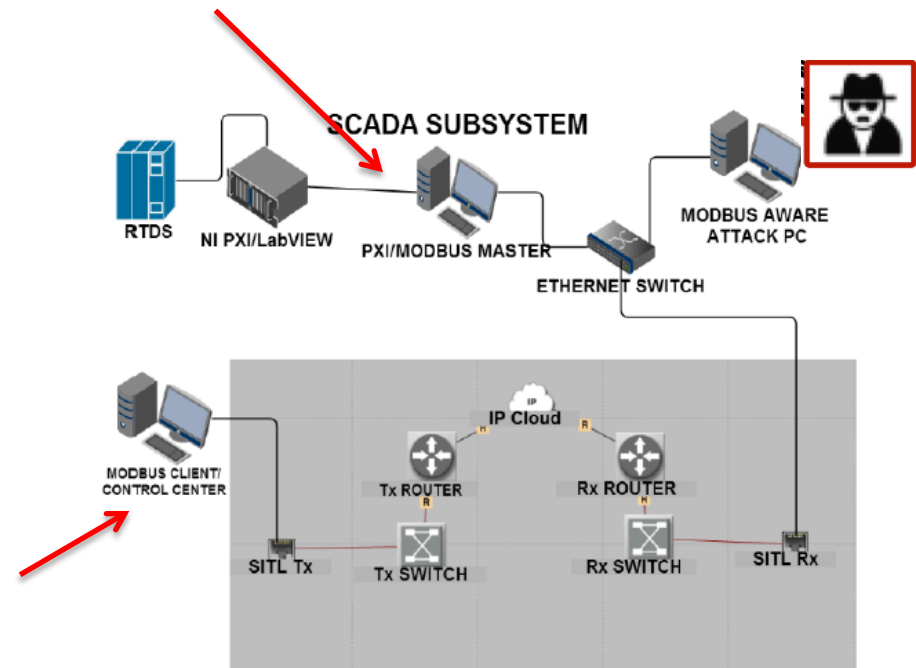 SCADA SUBSYSTEM
RTDS
NI PXI/LabVIEW
PXI/MODBUS MASTER
MODBUS AWARE
ATTACK PC
ETHERNET SWITCH
IP
IP Cloud
R
R
MODBUS CLIENT/
CONTROL CENTER
Tx ROUTER
Rx ROUTER
R
R
SITL Tx
Tx SWITCH
Rx SWITCH
SITL Rx